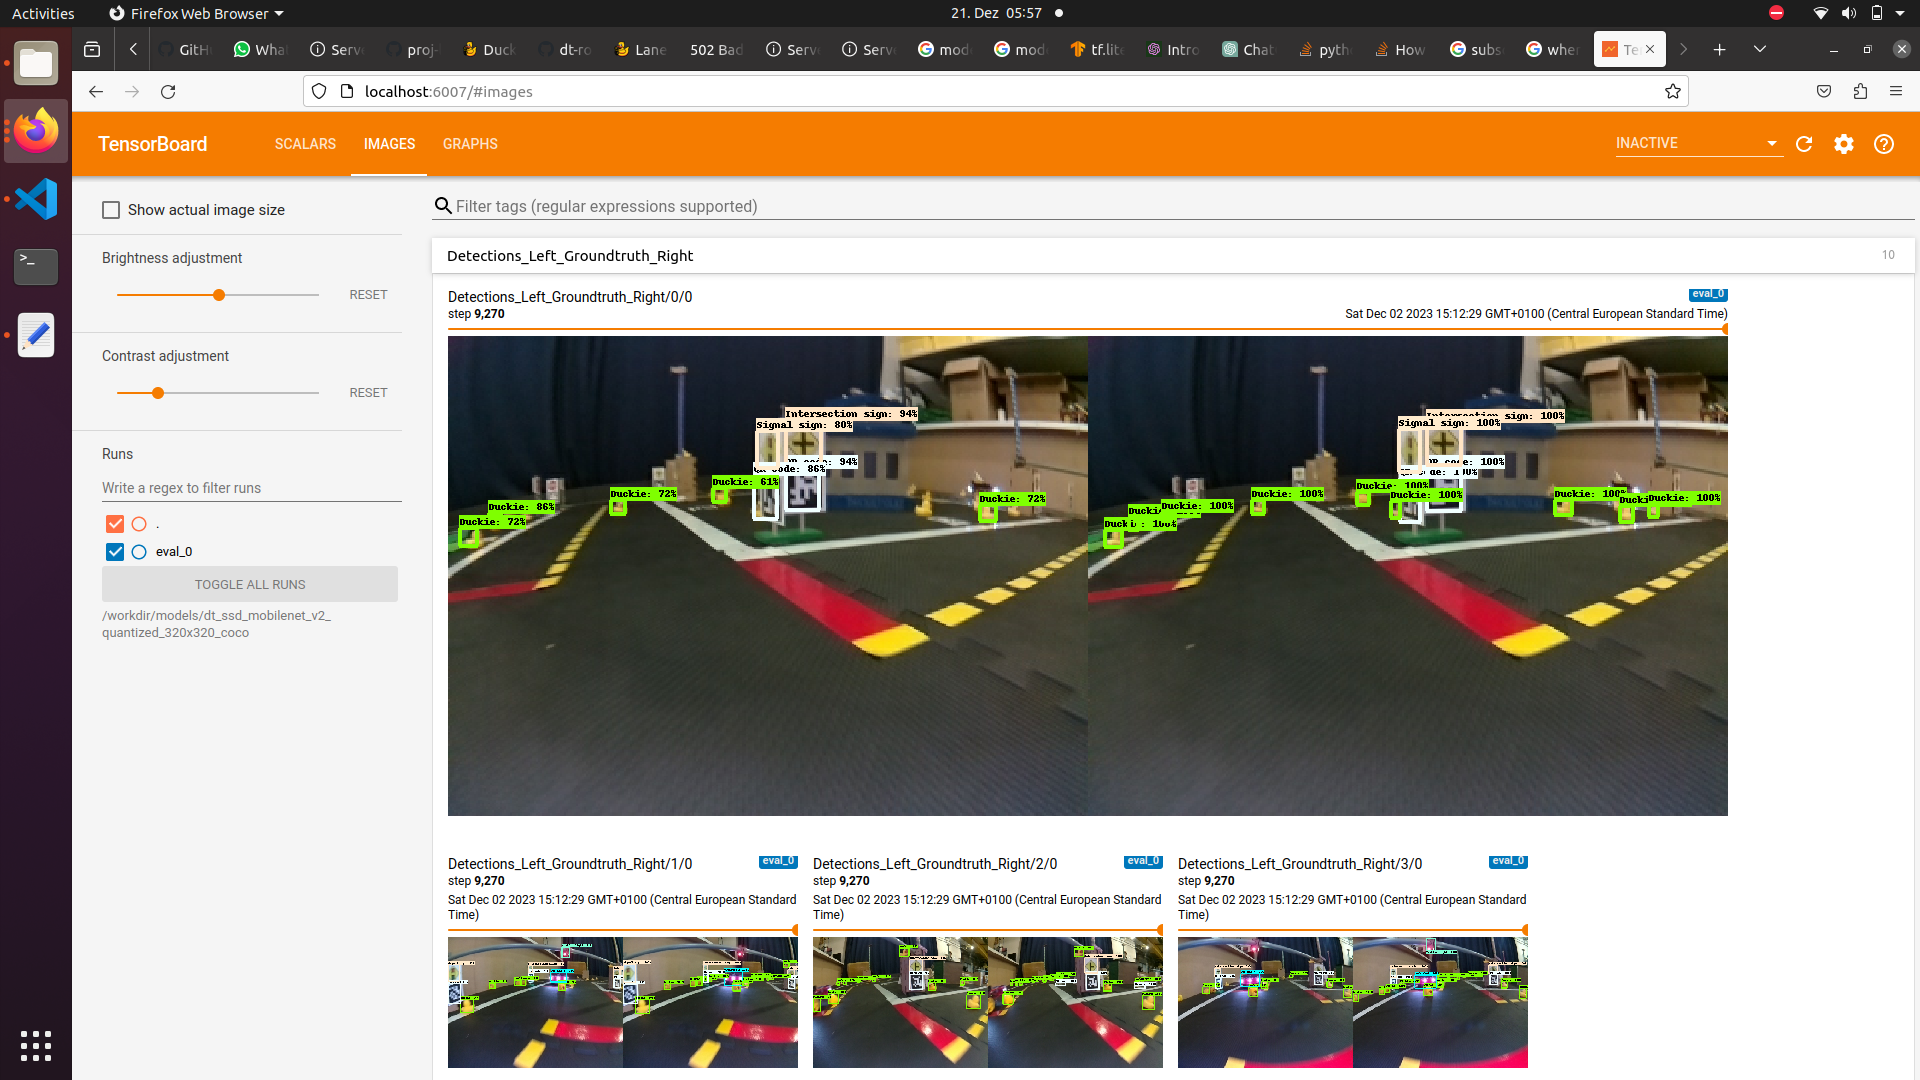 Activities
Firefox Web Browser
21. Dez 05:57
GitH
What
Serv
proj-
Duck
dt-ro
Lane
502 Bad
Serv
Serv
mod
mod
tf.lite
Intro
Chat
pyth
How
subs
wher
Te
localhost:6007/#images
TensorBoard
SCALARS
IMAGES
GRAPHS
INACTIVE
Show actual image size
Brightness adjustment
RESET
Contrast adjustment
RESET
Runs
Write a regex to filter runs
.
eval_0
TOGGLE ALL RUNS
/workdir/models/dt_ssd_mobilenet_v2_
quantized_320x320_coco
Filter tags (regular expressions supported)
Detections_Left_Groundtruth_Right
10
Detections_Left_Groundtruth_Right/0/0
eval_0
step 9,270
Sat Dec 02 2023 15:12:29 GMT+0100 (Central European Standard Time)
Intersection sign: 94%
Signal sign: 80%
code: 94%
code: 86%
Duckie: 61%
Duckie: 72%
Duckie: 86%
Duckie: 72%
Duckie: 72%
Intersection sign: 100%
Signal sign: 100%
code: 100%
Duckie: 100%
Duckie: 100%
Duckie: 100%
Duckie: 100%
Duckie: 100%
Duckie: 100%
Detections_Left_Groundtruth_Right/1/0
eval_0
step 9,270
Sat Dec 02 2023 15:12:29 GMT+0100 (Central European Standard
Time)
Detections_Left_Groundtruth_Right/2/0
eval_0
step 9,270
Sat Dec 02 2023 15:12:29 GMT+0100 (Central European Standard
Time)
Detections_Left_Groundtruth_Right/3/0
eval_0
step 9,270
Sat Dec 02 2023 15:12:29 GMT+0100 (Central European Standard
Time)